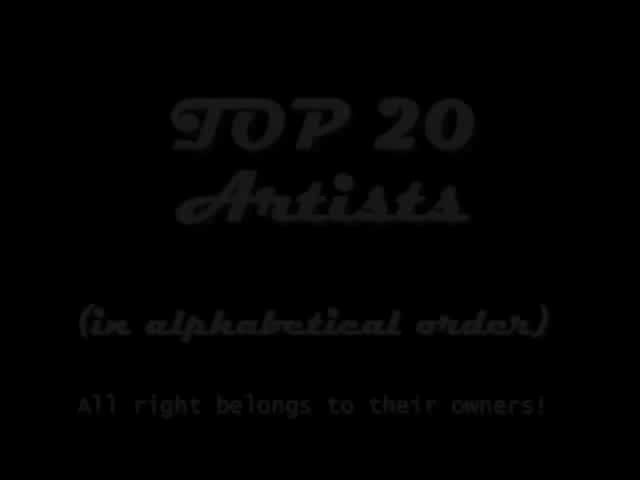 TOP 20
Artists
(in alphabetical order)
All right belongs to their owners!